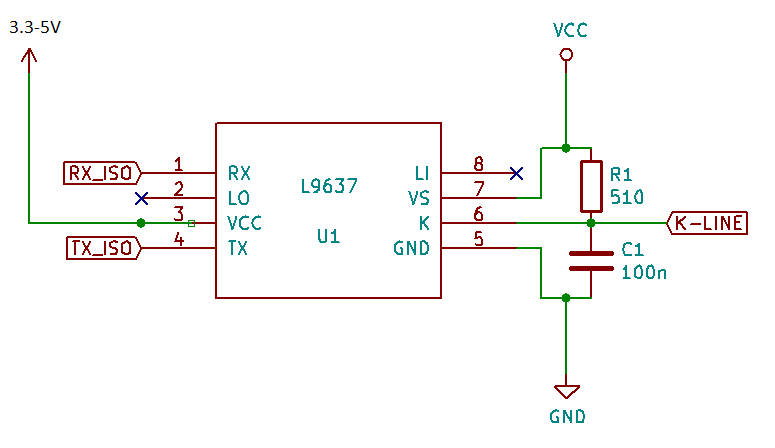 3.3-5V
VCC
RX_ISO
1
RX
2
LO
3
VCC
TX_ISO
4
TX
L9637
U1
8
LI
7
VS
6
K
5
GND
R1
510
K-LINE
C1
100n
GND